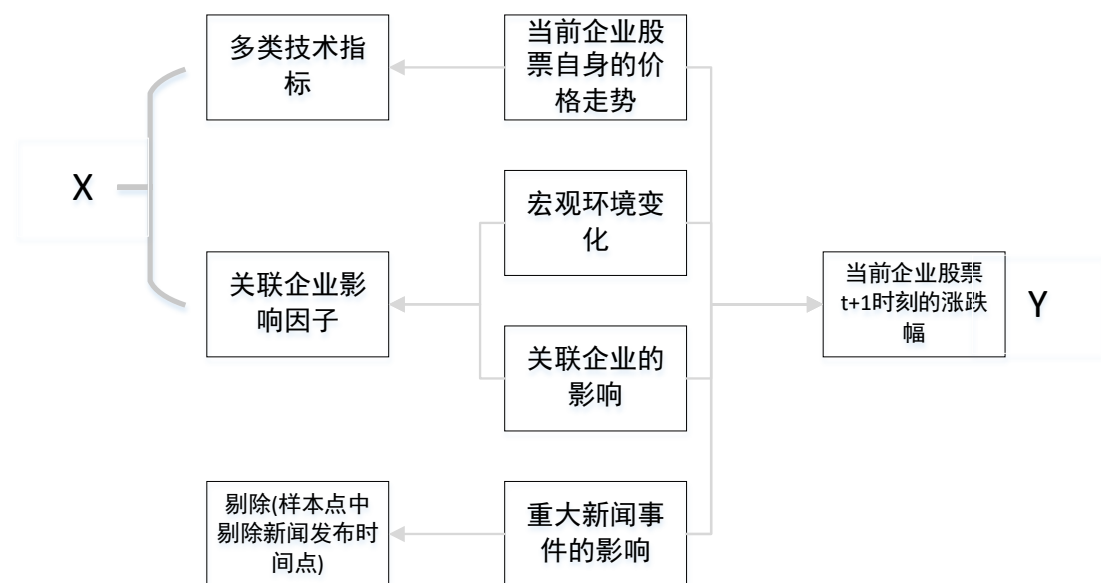 多类技术指
标
当前企业股
票自身的价
格走势
宏观环境变
化
X
关联企业影
响因子
当前企业股票
t+1时刻的涨跌
幅
Y
关联企业的
影响
剔除(样本点中
剔除新闻发布时
间点)
重大新闻事
件的影响